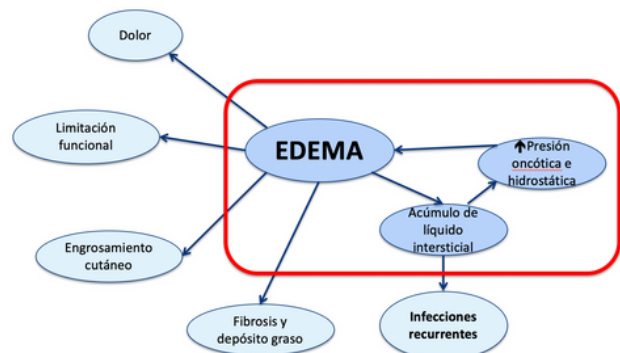 Dolor
Limitación
funcional
EDEMA
↑Presión
oncótica e
hidrostática
Acúmulo de
líquido
intersticial
Engrosamiento
cutáneo
Fibrosis y
depósito graso
Infecciones
recurrentes